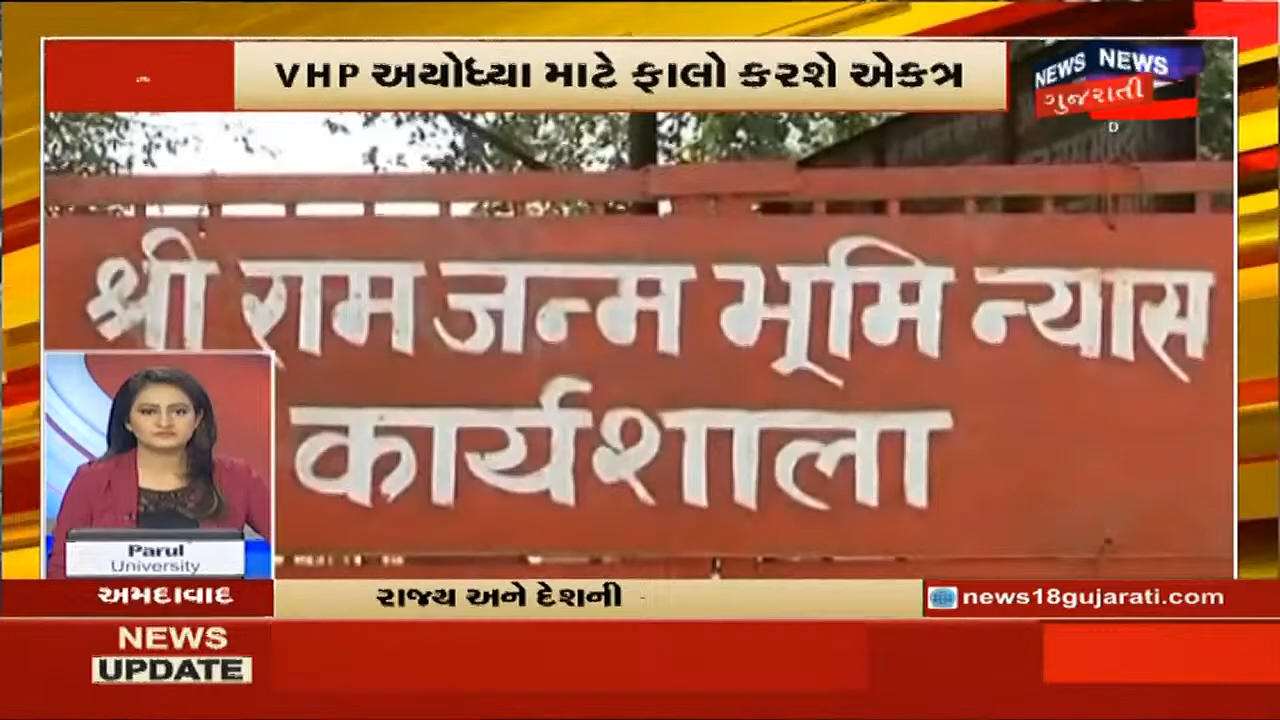 VHP અયોધ્યા માટે ફાલો કરશે એકત્ર
NEWS NEWS
ગુજરાતી
D
श्री राम जन्म भूमि न्यास
कार्यशाला
Parul
University
અમદાવાદ
રાજ્ય અને દેશની
news18gujarati.com
NEWS
UPDATE